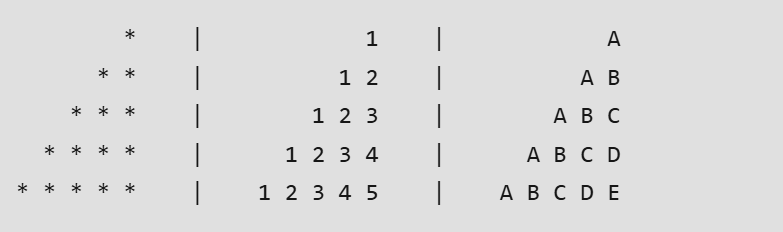 *    |            1    |            A
      * *    |          1 2    |          A B
    * * *    |        1 2 3    |        A B C
  * * * *    |      1 2 3 4    |      A B C D
* * * * *    |    1 2 3 4 5    |    A B C D E